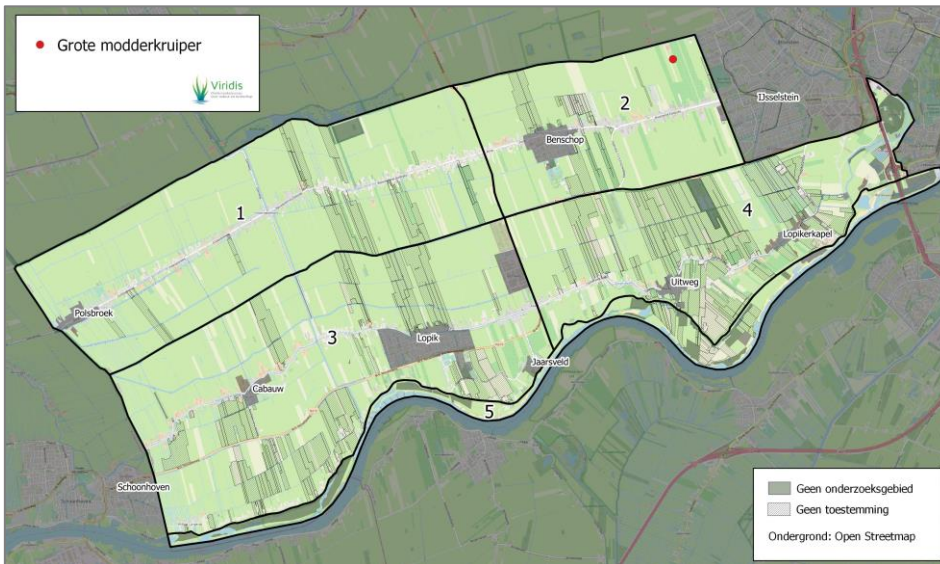 Grote modderkruiper
Viridis
2
IJsselstein
Benschop
1
4
Lopikerkapel
Uitweg
Polsbroek
3
Lopik
Jaarsveld
Cabauw
5
Schoonhoven
Geen onderzoeksgebied
Geen toestemming
Ondergrond: Open Streetmap